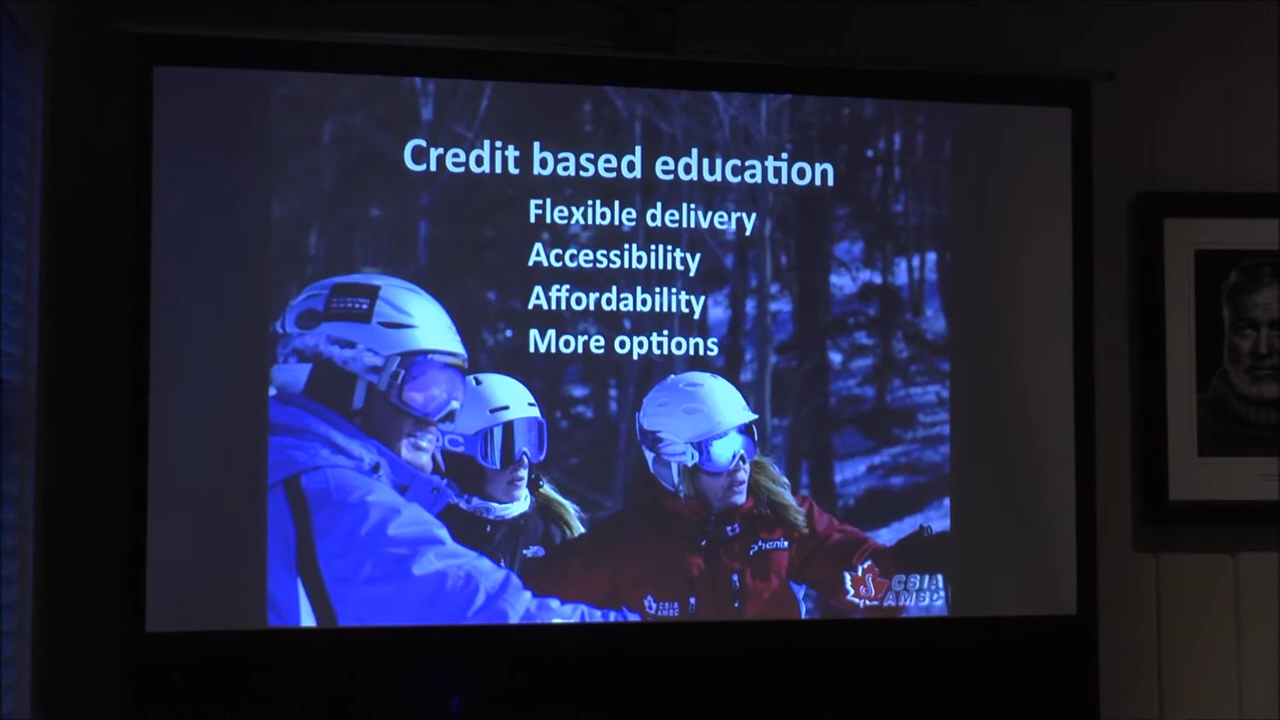 Credit based education
Flexible delivery
Accessibility
Affordability
More options
phenix
CSIA
AMSC
CSIA
AMSC